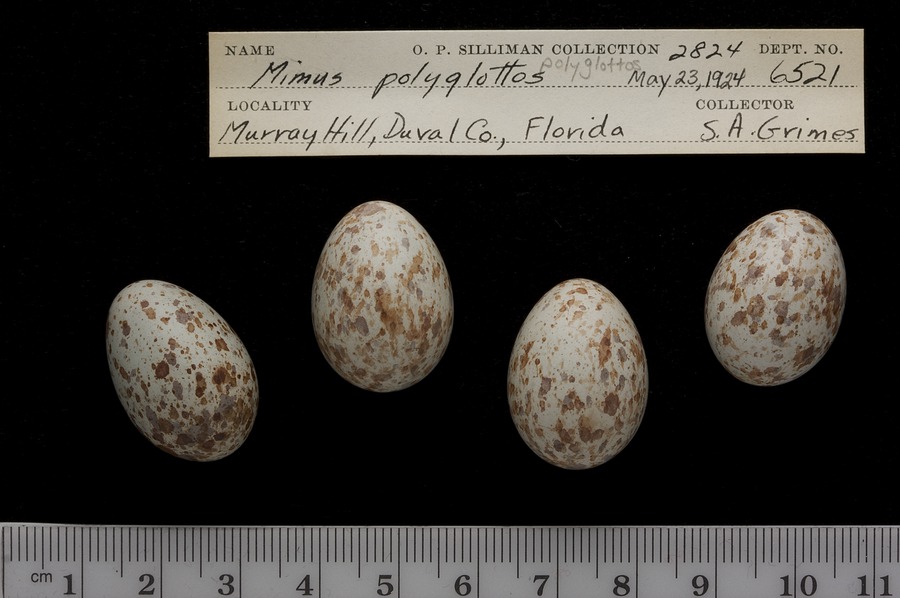 NAME O. P. SILLIMAN COLLECTION 2824 DEPT. NO.
Mimus polyglottos polyglottos May 23, 1924 6521
LOCALITY COLLECTOR
Murray Hill, Duval Co., Florida S. A. Grimes
cm 1 2 3 4 5 6 7 8 9 10 11